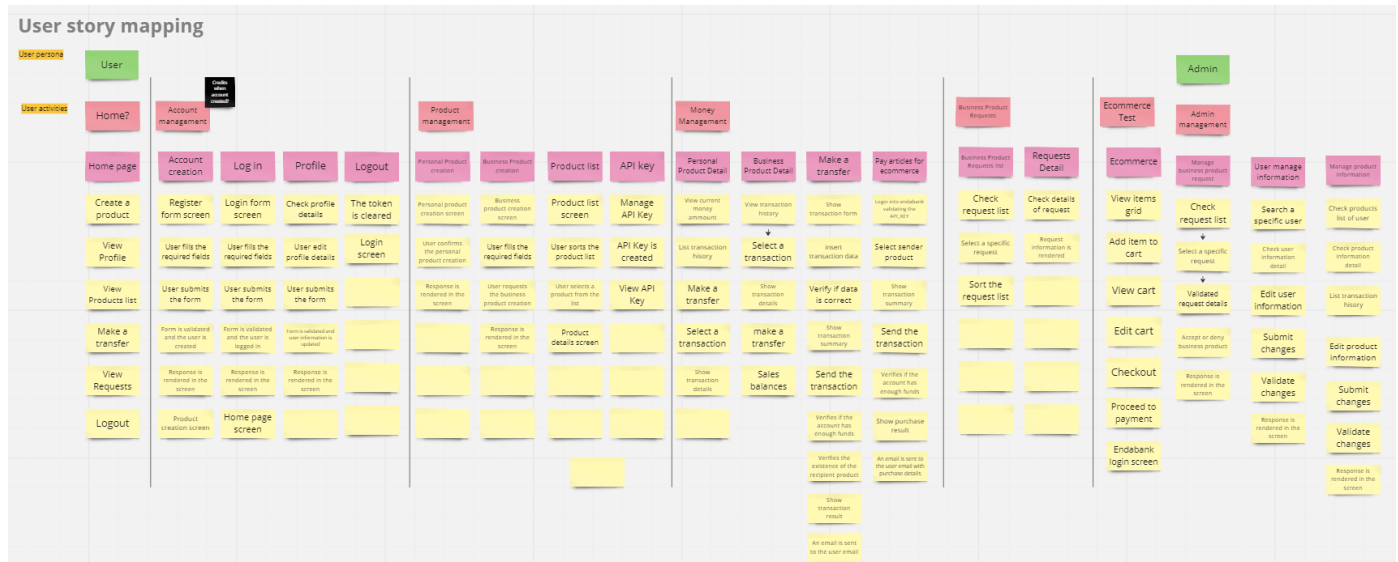 User story mapping
User persona
User
Admin
User activities
Credits
when
account
created?
Home?
Account
management
Product
management
Money
Management
Business Product
Requests
Ecommerce
Test
Admin
management
Home page
Create a
product
View
Profile
View
Products list
Make a
transfer
View
Requests
Logout
Account
creation
Register
form screen
User fills the
required fields
User submits
the form
Form is validated
and the user is
created
Response is
rendered in the
screen
Product
creation screen
Log in
Login form
screen
User fills the
required fields
User submits
the form
Form is validated
and the user is
logged in
Response is
rendered in the
screen
Home page
screen
Profile
Check profile
details
User edit
profile details
User submits
the form
Form is validated and
user information is
updated
Response is
rendered in the
screen
Logout
The token
is cleared
Login
screen
Personal Product
creation
Personal product
creation screen
User confirms
the personal
product creation
Response is
rendered in the
screen
Business Product
creation
Business
product creation
screen
User fills the
required fields
User requests
the business
product creation
Response is
rendered in the
screen
Product list
Product list
screen
User sorts the
product list
User selects a
product from the
list
Product
details screen
API key
Manage
API Key
API Key is
created
View API
Key
Personal
Product Detail
View current
money
ammount
List transaction
hisory
Make a
transfer
Select a
transaction
Show
transaction
details
Business
Product Detail
View transaction
history
Select a
transaction
Show
transaction
details
make a
transfer
Sales
balances
Make a
transfer
Show
transaction form
insert
transaction data
Verify if data
is correct
Show
transaction
summary
Send the
transaction
Verifies if the
account has
enough funds
Verifies the
existence of the
recipient product
Show
transaction
result
An email is sent
to the user email
Pay articles for
ecommerce
Login into endabank
validating the
API_KEY
Select sender
product
Show
transaction
summary
Send the
transaction
Verifies if the
account has
enough funds
Show purchase
result
An email is sent to
the user email with
purchase details
Business Product
Requests list
Check
request list
Select a specific
request
Sort the
request list
Requests
Detail
Check details
of request
Request
information is
rendered
Ecommerce
View items
grid
Add item to
cart
View cart
Edit cart
Checkout
Proceed to
payment
Endabank
login screen
Manage
business product
request
Check
request list
Select a specific
request
Validated
request details
Accept or deny
business product
Response is
rendered in the
screen
User manage
information
Search a
specific user
Check user
information
detail
Edit user
information
Submit
changes
Validate
changes
Response is
rendered in the
screen
Manage product
information
Check products
list of user
Check product
information
detail
List transaction
hisory
Edit product
information
Submit
changes
Validate
changes
Response is
rendered in the
screen